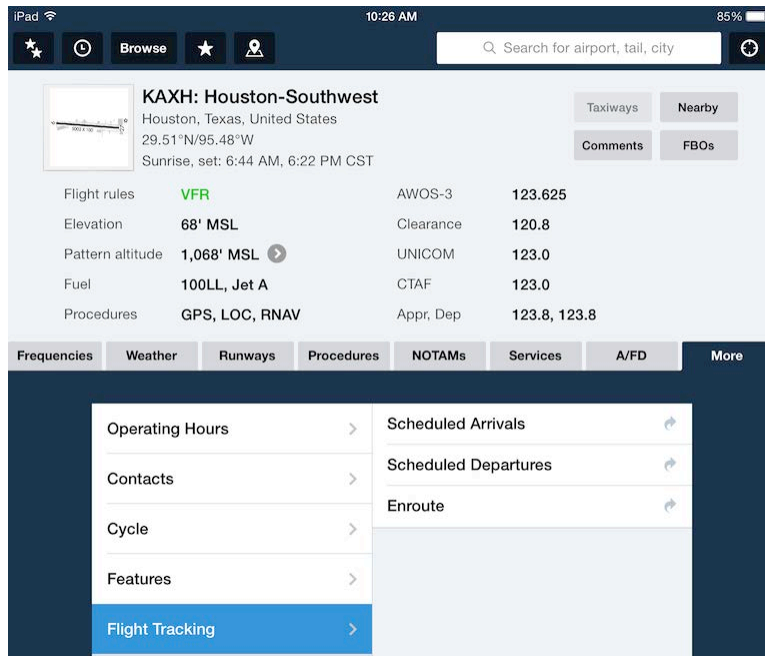 iPad 10:26 AM 85%
Browse Search for airport, tail, city
KAXH: Houston-Southwest
Houston, Texas, United States
29.51°N/95.48°W
Sunrise, set: 6:44 AM, 6:22 PM CST
Taxiways Nearby
Comments FBOs
Flight rules VFR AWOS-3 123.625
Elevation 68' MSL Clearance 120.8
Pattern altitude 1,068' MSL UNICOM 123.0
Fuel 100LL, Jet A CTAF 123.0
Procedures GPS, LOC, RNAV Appr, Dep 123.8, 123.8
Frequencies Weather Runways Procedures NOTAMs Services A/FD More
Operating Hours
Contacts
Cycle
Features
Flight Tracking
Scheduled Arrivals
Scheduled Departures
Enroute